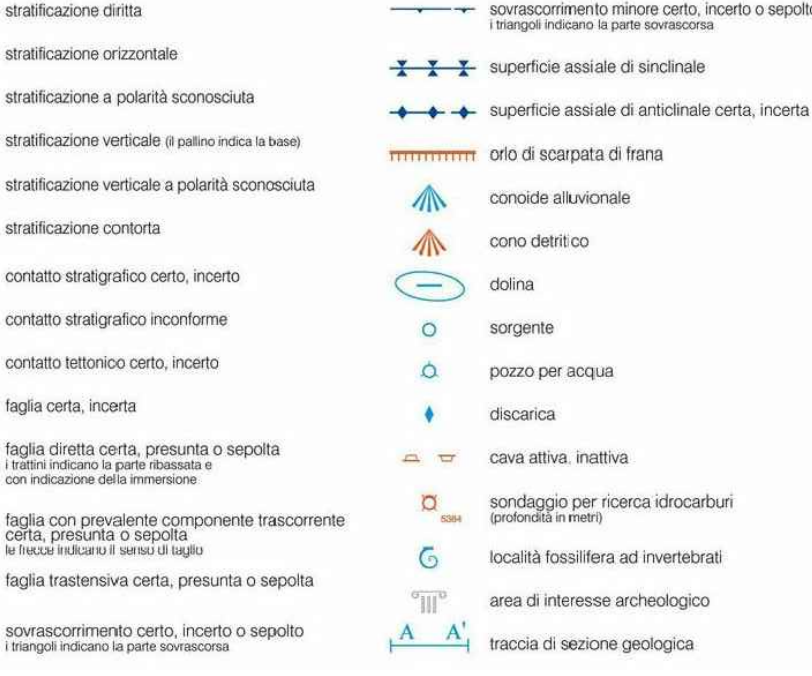 stratificazione diritta
stratificazione orizzontale
stratificazione a polarità sconosciuta
stratificazione verticale (il pallino indica la base)
stratificazione verticale a polarità sconosciuta
stratificazione contorta
contatto stratigrafico certo, incerto
contatto stratigrafico inconforme
contatto tettonico certo, incerto
faglia certa, incerta
faglia diretta certa, presunta o sepolta
i trattini indicano la parte ribassata e
con indicazione della immersione
faglia con prevalente componente trascorrente
certa, presunta o sepolta
le frecce indicano il senso di taglio
faglia trastensiva certa, presunta o sepolta
sovrascorrimento certo, incerto o sepolto
i triangoli indicano la parte sovrascorsa
sovrascorrimento minore certo, incerto o sepolto
i triangoli indicano la parte sovrascorsa
superficie assiale di sinclinale
superficie assiale di anticlinale certa, incerta
orlo di scarpata di frana
conoide alluvionale
cono detritico
dolina
sorgente
pozzo per acqua
discarica
cava attiva. inattiva
sondaggio per ricerca idrocarburi
(profondità in metri)
5384
località fossilifera ad invertebrati
area di interesse archeologico
A A'
traccia di sezione geologica